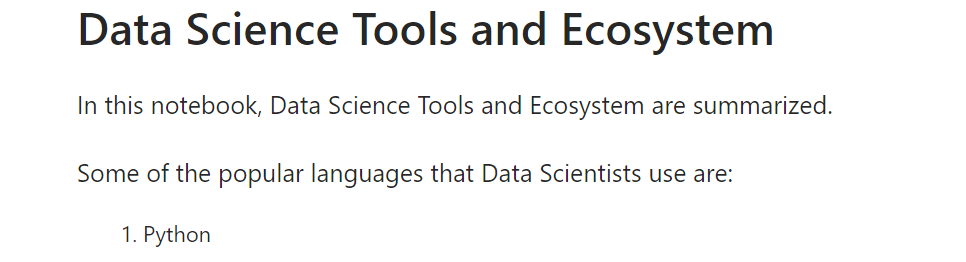 Data Science Tools and Ecosystem
In this notebook, Data Science Tools and Ecosystem are summarized.
Some of the popular languages that Data Scientists use are:
1. Python